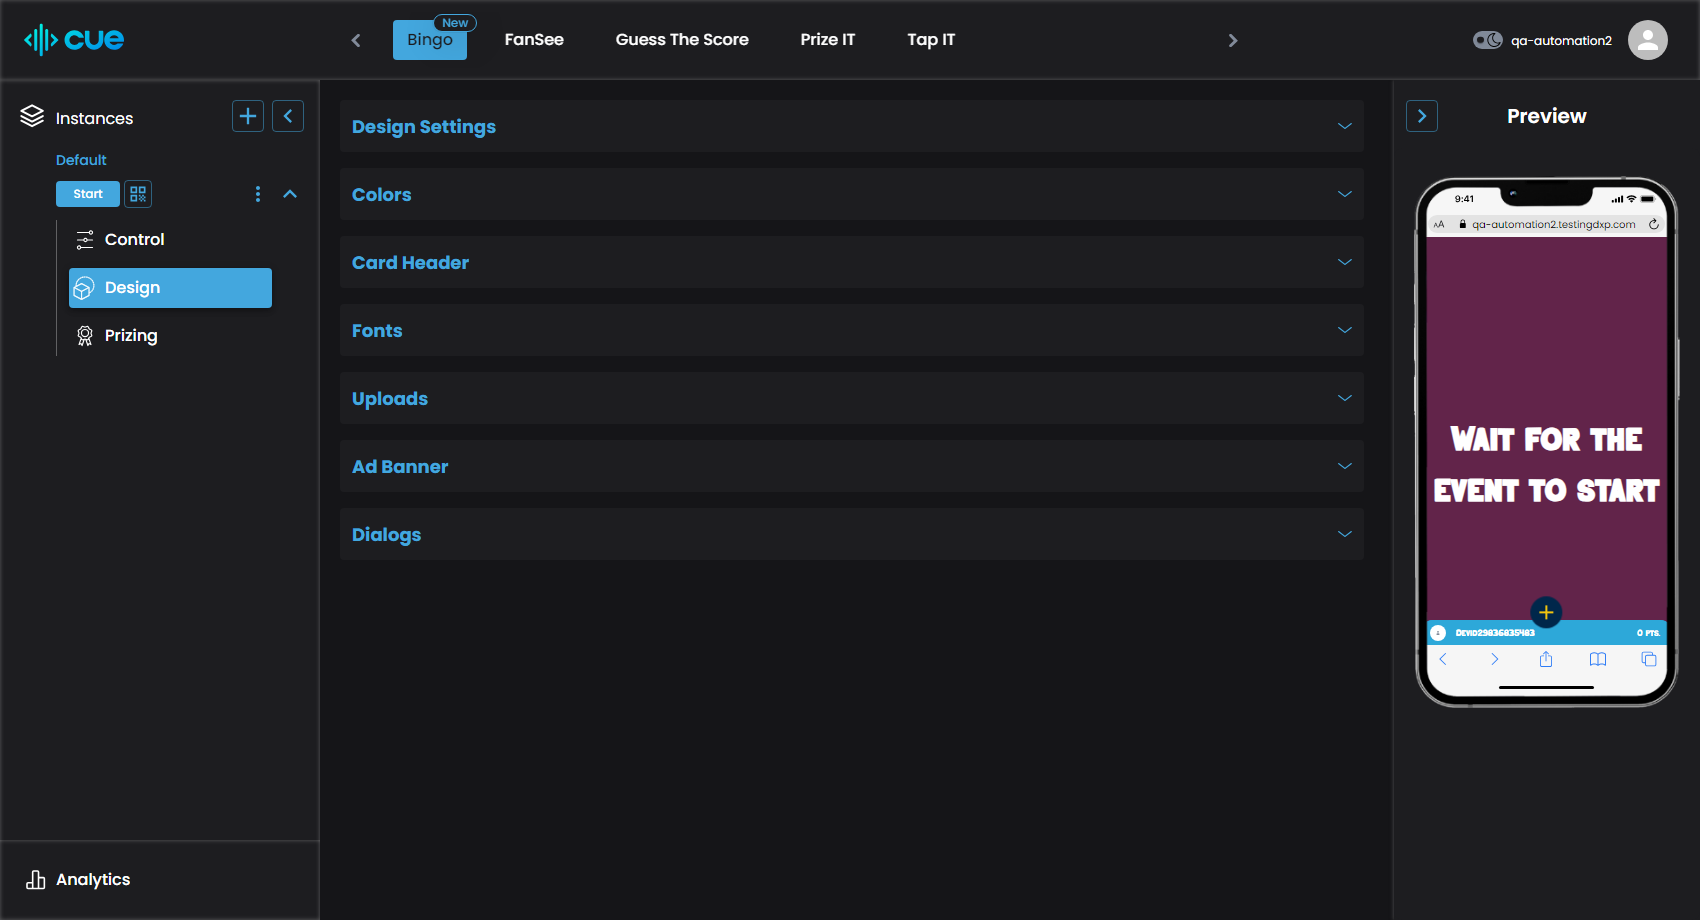 cue
Bingo
New
FanSee
Guess The Score
Prize IT
Tap IT
qa-automation2
Instances
Default
Start
Control
Design
Prizing
Analytics
Design Settings
Colors
Card Header
Fonts
Uploads
Ad Banner
Dialogs
Preview
9:41
AA
qa-automation2.testingdxp.com
Wait for the
event to start
0 pts.